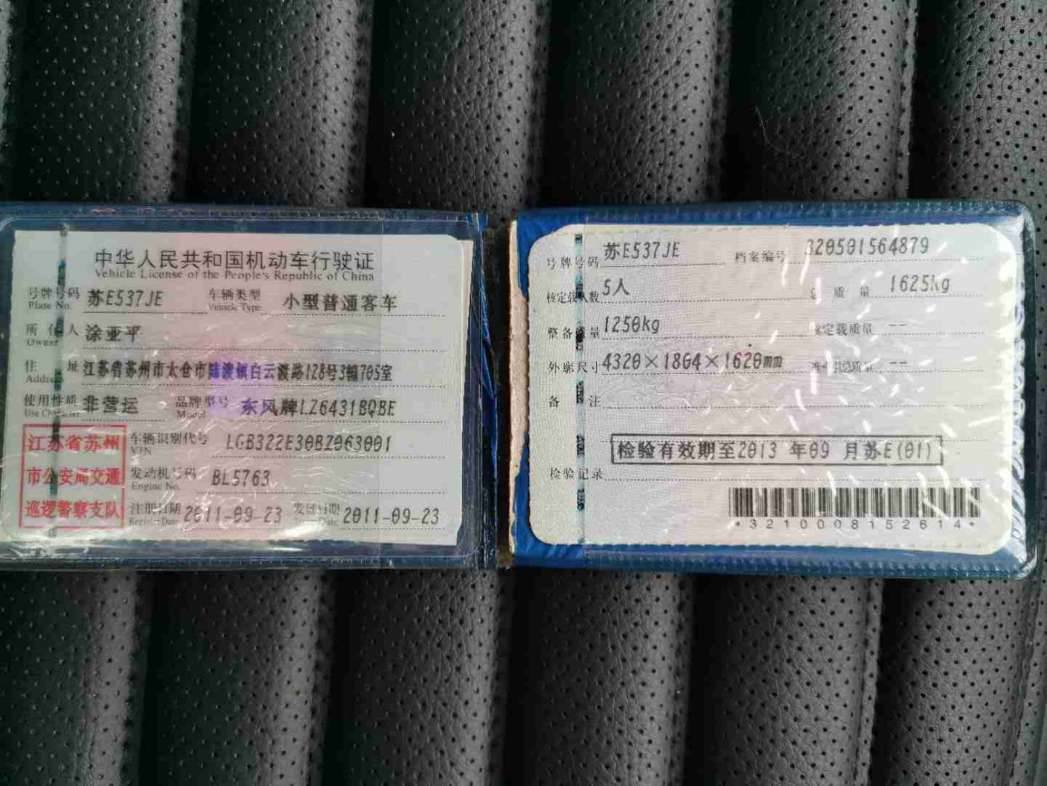 中华人民共和国机动车行驶证
Vehicle License of the People's Republic of China
号牌号码 苏E537JE 车辆类型 小型普通客车
Plate No. Vehicle Type
所有人 涂亚平
Owner
住址 江苏省苏州市太仓市陆渡镇白云渡路128号3幢705室
Address
使用性质 非营运 品牌型号 东风牌LZ6431BQBE
Use Character Model
江苏省苏州
市公安局交通
巡逻警察支队
车辆识别代号 LGB322E30BZ063001
VIN
发动机号码 BL5763
Engine No.
注册日期 2011-09-23 发证日期 2011-09-23
Register Date Issue Date
号牌号码 苏E537JE 档案编号 320501564879
核定载人数 5人 总质量 1625kg
整备质量 1250kg 核定载质量 --
外廓尺寸 4320×1804×1620mm --
备注
检验有效期至2013 年09 月苏E(01)
检验记录
*3210008152614*